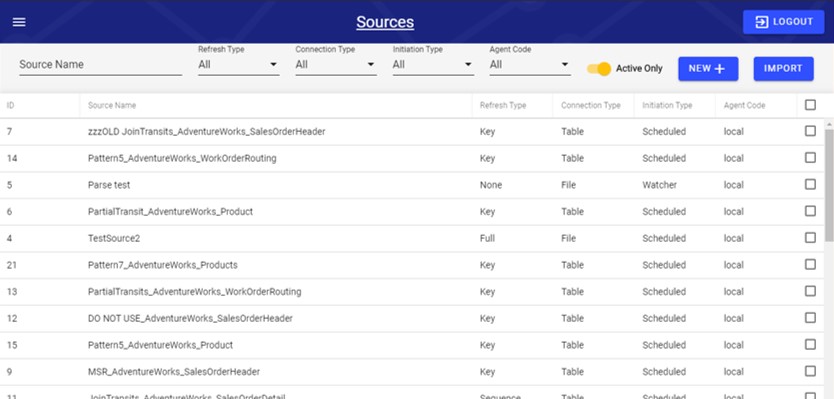 Sources
LOGOUT
Source Name
Refresh Type
All
Connection Type
All
Initiation Type
All
Agent Code
All
Active Only
NEW +
IMPORT
ID Source Name Refresh Type Connection Type Initiation Type Agent Code
7 zzzOLD JoinTransits_AdventureWorks_SalesOrderHeader Key Table Scheduled local
14 Pattern5_AdventureWorks_WorkOrderRouting Key Table Scheduled local
5 Parse test None File Watcher local
6 PartialTransit_AdventureWorks_Product Key Table Scheduled local
4 TestSource2 Full File Scheduled local
21 Pattern7_AdventureWorks_Products Key Table Scheduled local
13 PartialTransits_AdventureWorks_WorkOrderRouting Key Table Scheduled local
12 DO NOT USE_AdventureWorks_SalesOrderHeader Key Table Scheduled local
15 Pattern5_AdventureWorks_Product Key Table Scheduled local
9 MSR_AdventureWorks_SalesOrderHeader Key Table Scheduled local
11 JoinTransits_AdventureWorks_SalesOrderDetail Sequence Table Scheduled local